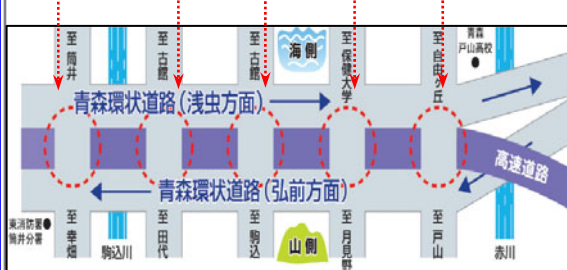 至 筒井
至 古館
至 古館
海側
至 保健大学
至 自由ヶ丘
青森
戸山高校
青森環状道路(浅虫方面)
高速道路
青森環状道路(弘前方面)
東消防署
筒井分署
至 幸畑
駒込川
至 田代
至 駒込
山側
至 月見野
至 戸山
赤川